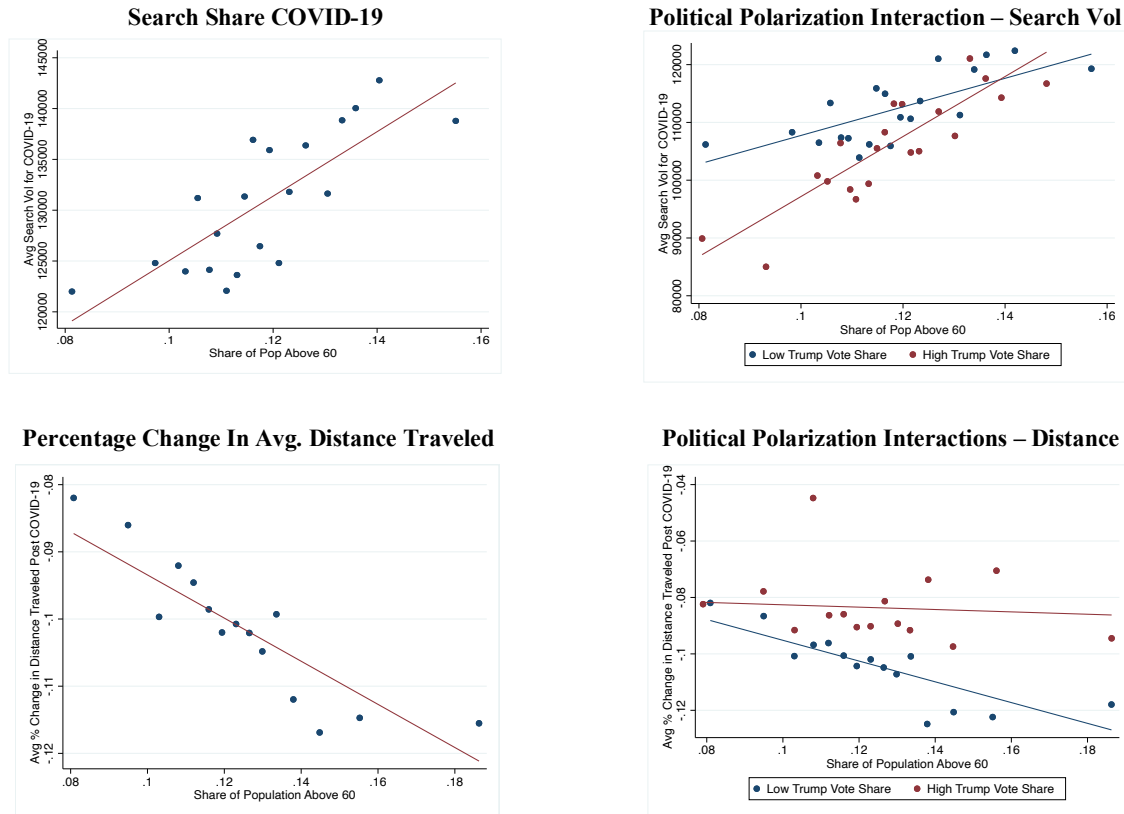 Search Share COVID-19
Avg Search Vol for COVID-19
145000
140000
135000
130000
125000
120000
.08 .1 .12 .14 .16
Share of Pop Above 60
Political Polarization Interaction – Search Vol
Avg Search Vol for COVID-19
120000
110000
100000
90000
80000
.08 .1 .12 .14 .16
Share of Pop Above 60
Low Trump Vote Share High Trump Vote Share
Percentage Change In Avg. Distance Traveled
Avg % Change in Distance Traveled Post COVID-19
-.08
-.09
-.1
-.11
-.12
.08 .1 .12 .14 .16 .18
Share of Population Above 60
Political Polarization Interactions – Distance
Avg % Change in Distance Traveled Post COVID-19
-.04
-.06
-.08
-.1
-.12
.08 .1 .12 .14 .16 .18
Share of Population Above 60
Low Trump Vote Share High Trump Vote Share